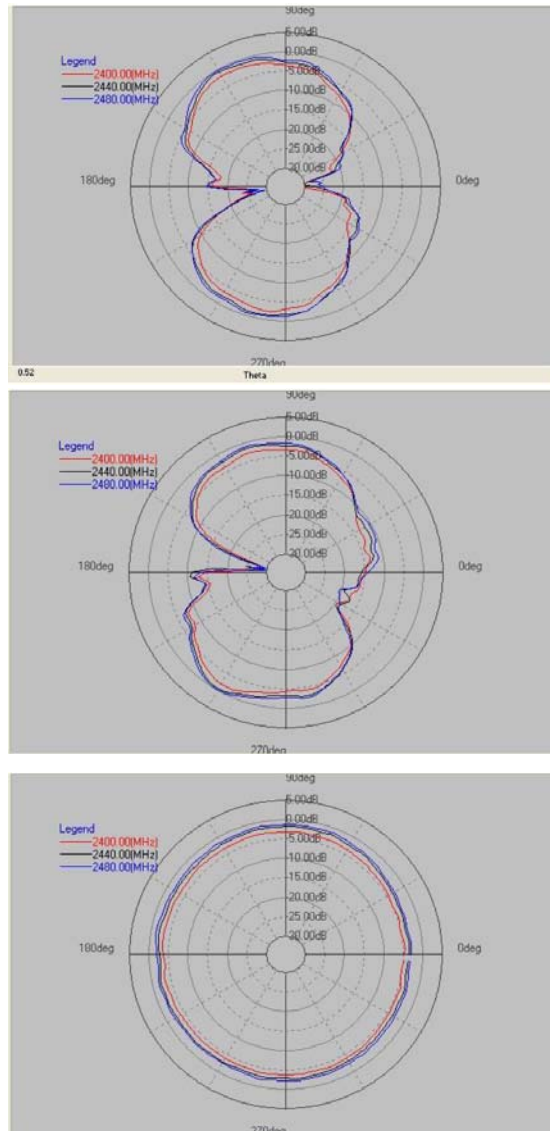 90deg
5.00dB
Legend
0.00dB
2400.00(MHz)
-5.00dB
2440.00(MHz)
10.00dB
2480.00(MHz)
15.00dB
20.00dB
25.00dB
30.00dB
180deg
0deg
270deg
0.52
Theta
90deg
5.00dB
Legend
0.00dB
2400.00(MHz)
-5.00dB
2440.00(MHz)
10.00dB
2480.00(MHz)
15.00dB
20.00dB
25.00dB
30.00dB
180deg
0deg
270deg
90deg
5.00dB
Legend
0.00dB
2400.00(MHz)
-5.00dB
2440.00(MHz)
10.00dB
2480.00(MHz)
15.00dB
20.00dB
25.00dB
30.00dB
180deg
0deg
270deg